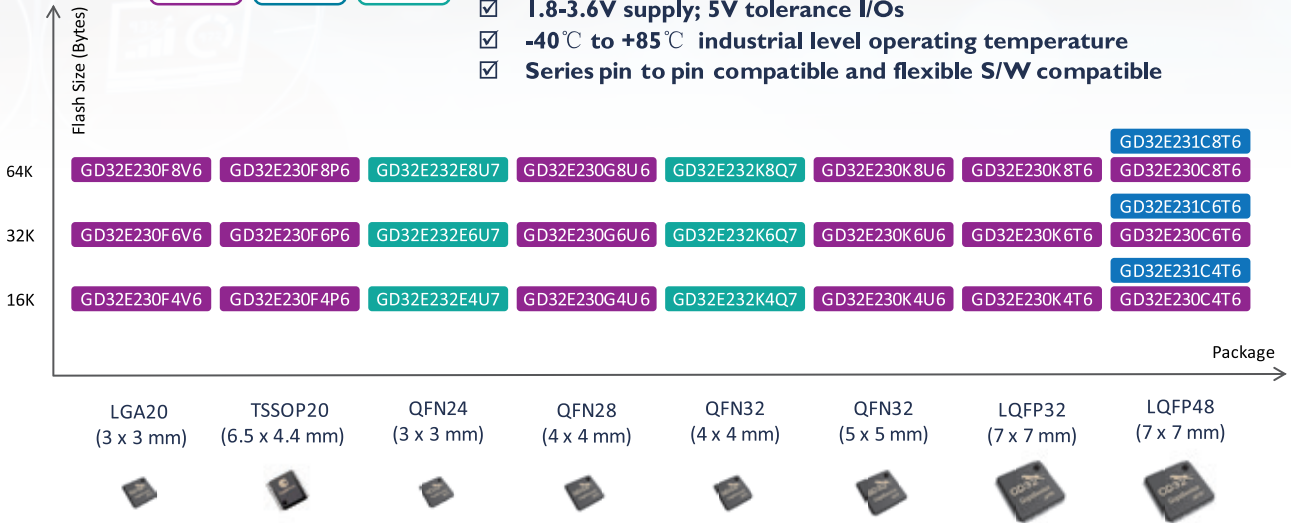 1.8-3.6V supply; 5V tolerance I/Os
-40℃ to +85℃ industrial level operating temperature
Series pin to pin compatible and flexible S/W compatible
Flash Size (Bytes)
GD32E231C8T6
64K GD32E230F8V6 GD32E230F8P6 GD32E232E8U7 GD32E230G8U6 GD32E232K8Q7 GD32E230K8U6 GD32E230K8T6 GD32E230C8T6
GD32E231C6T6
32K GD32E230F6V6 GD32E230F6P6 GD32E232E6U7 GD32E230G6U6 GD32E232K6Q7 GD32E230K6U6 GD32E230K6T6 GD32E230C6T6
GD32E231C4T6
16K GD32E230F4V6 GD32E230F4P6 GD32E232E4U7 GD32E230G4U6 GD32E232K4Q7 GD32E230K4U6 GD32E230K4T6 GD32E230C4T6
Package
LGA20 TSSOP20 QFN24 QFN28 QFN32 QFN32 LQFP32 LQFP48
(3 x 3 mm) (6.5 x 4.4 mm) (3 x 3 mm) (4 x 4 mm) (4 x 4 mm) (5 x 5 mm) (7 x 7 mm) (7 x 7 mm)